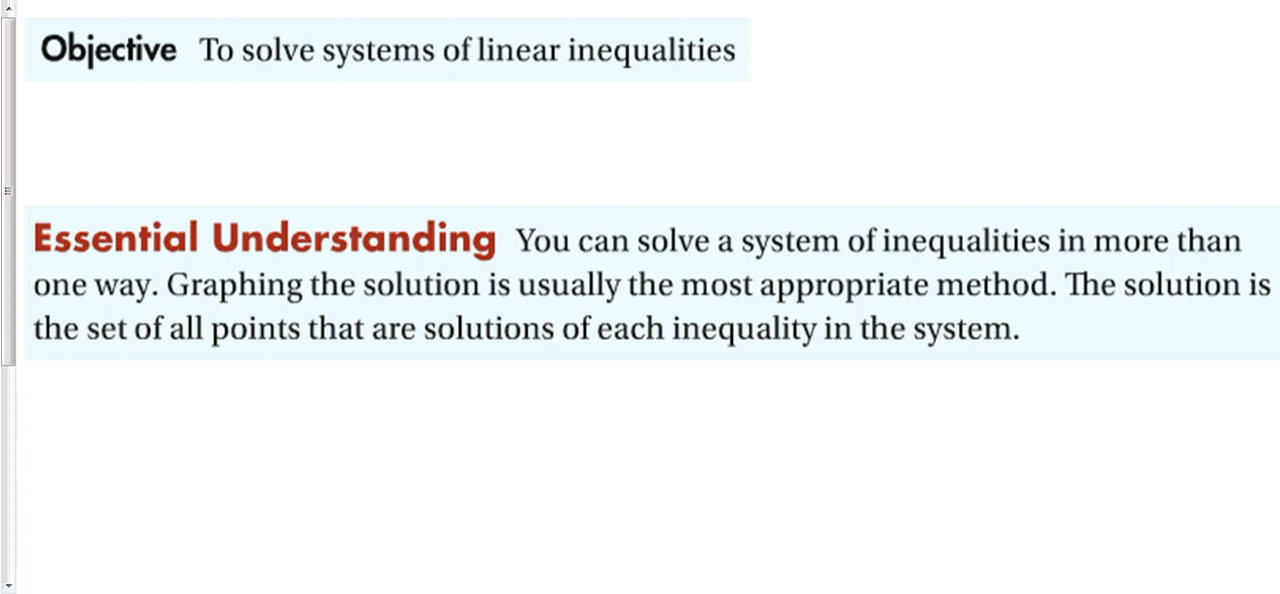 Objective To solve systems of linear inequalities
Essential Understanding You can solve a system of inequalities in more than
one way. Graphing the solution is usually the most appropriate method. The solution is
the set of all points that are solutions of each inequality in the system.